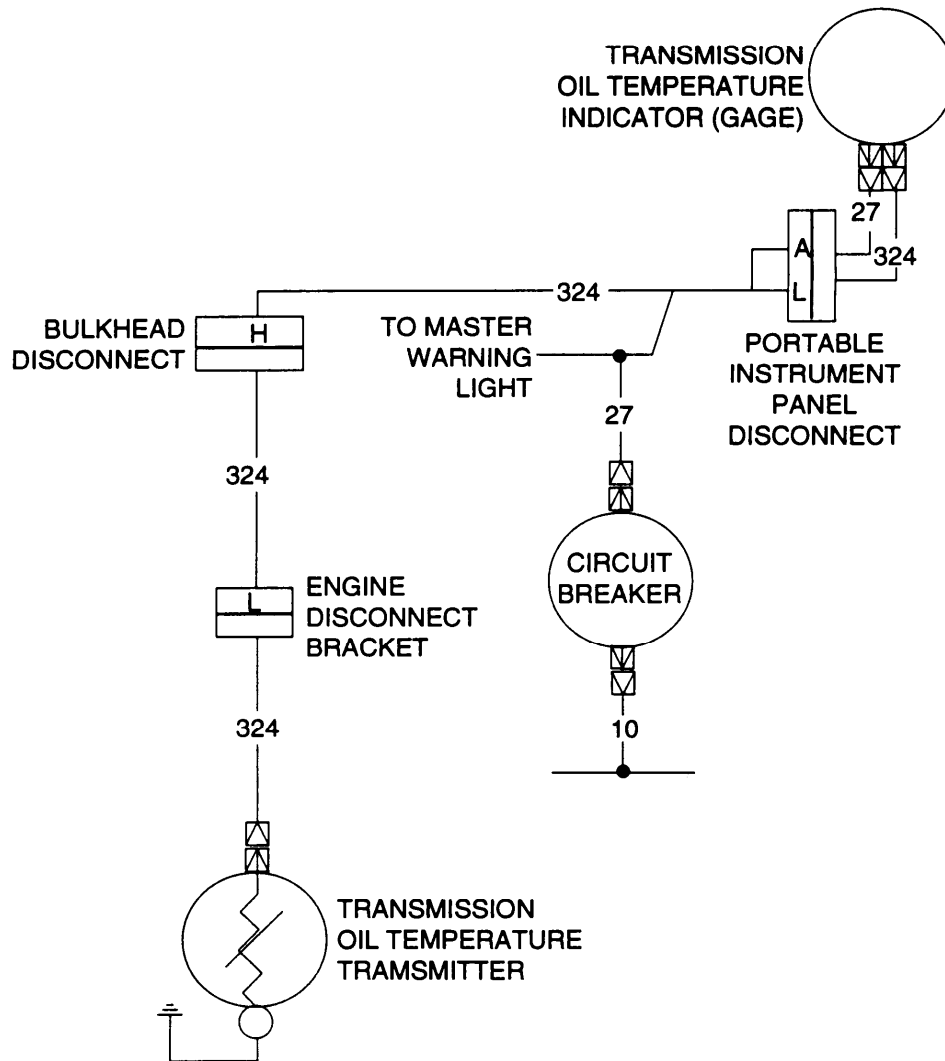 TRANSMISSION
OIL TEMPERATURE
INDICATOR (GAGE)
27
324
A
L
324
H
BULKHEAD
DISCONNECT
TO MASTER
WARNING
LIGHT
PORTABLE
INSTRUMENT
PANEL
DISCONNECT
27
324
CIRCUIT
BREAKER
L
ENGINE
DISCONNECT
BRACKET
324
10
TRANSMISSION
OIL TEMPERATURE
TRAMSMITTER